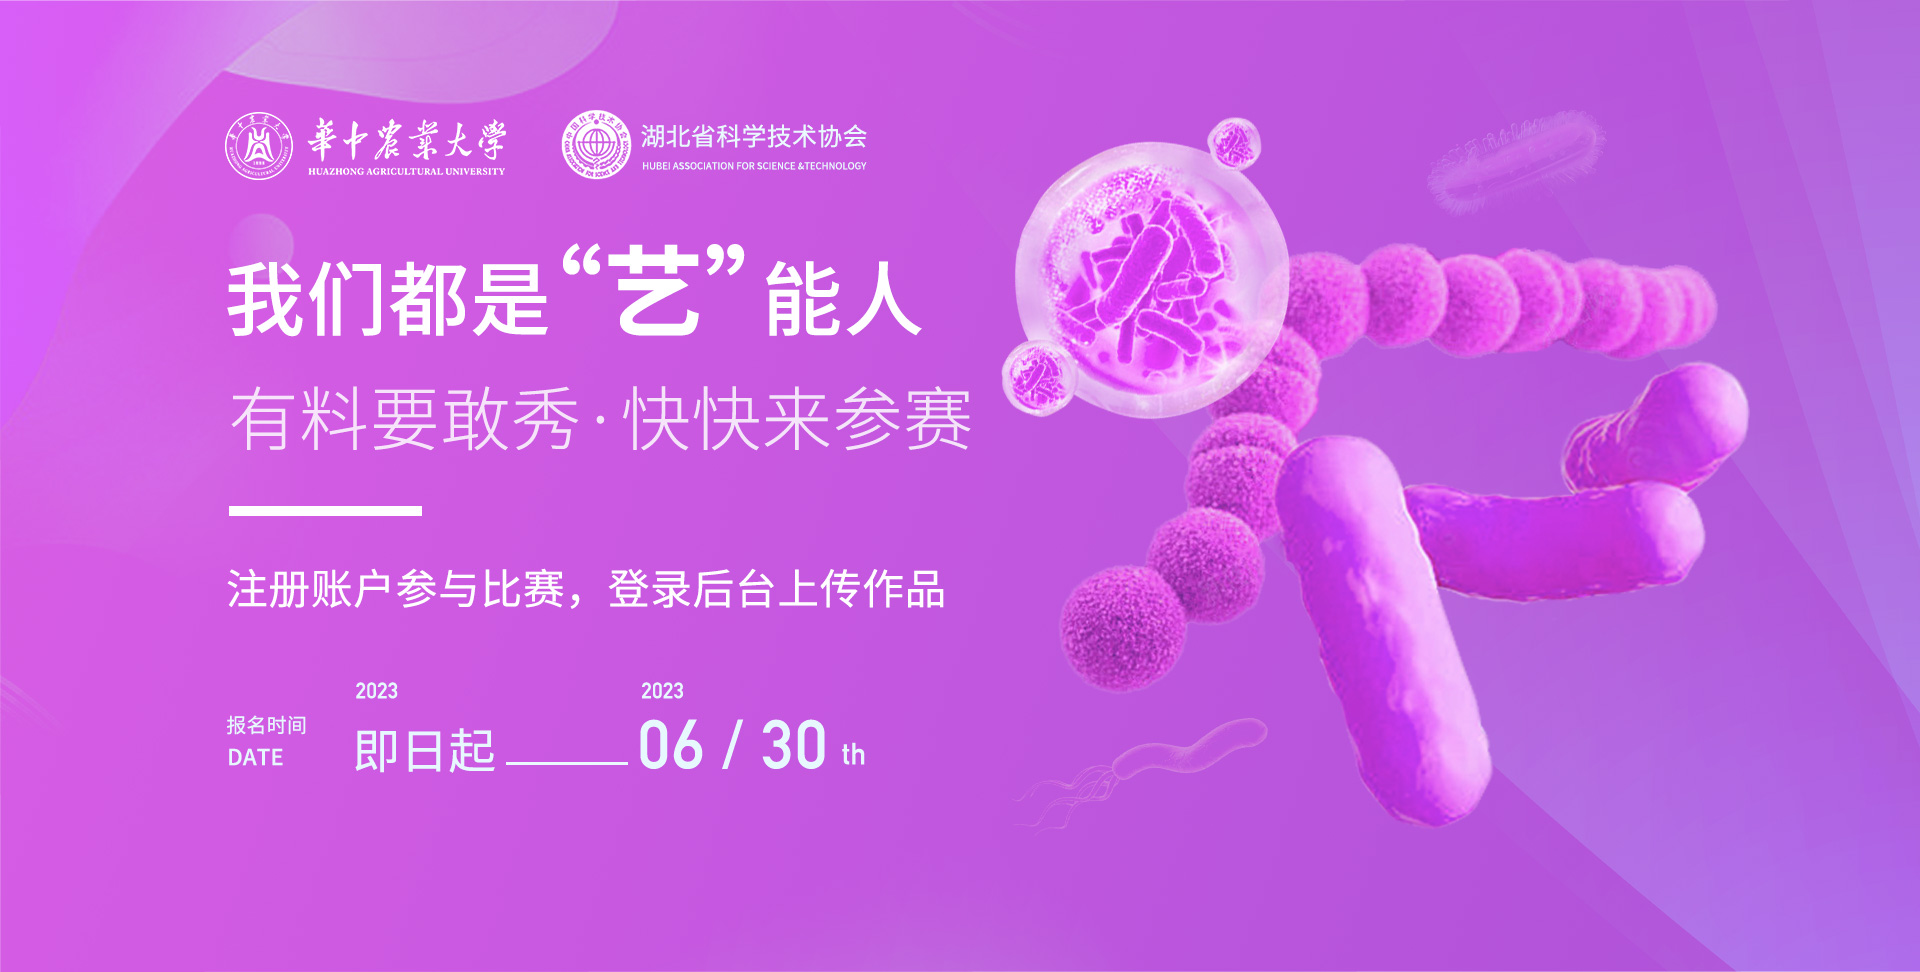 華中农業大学
HUAZHONG AGRICULTURAL UNIVERSITY
湖北省科学技术协会
HUBEI ASSOCIATION FOR SCIENCE &TECHNOLOGY
我们都是“艺”能人
有料要敢秀·快快来参赛
注册账户参与比赛，登录后台上传作品
报名时间
DATE
2023
即日起
2023
06 / 30 th